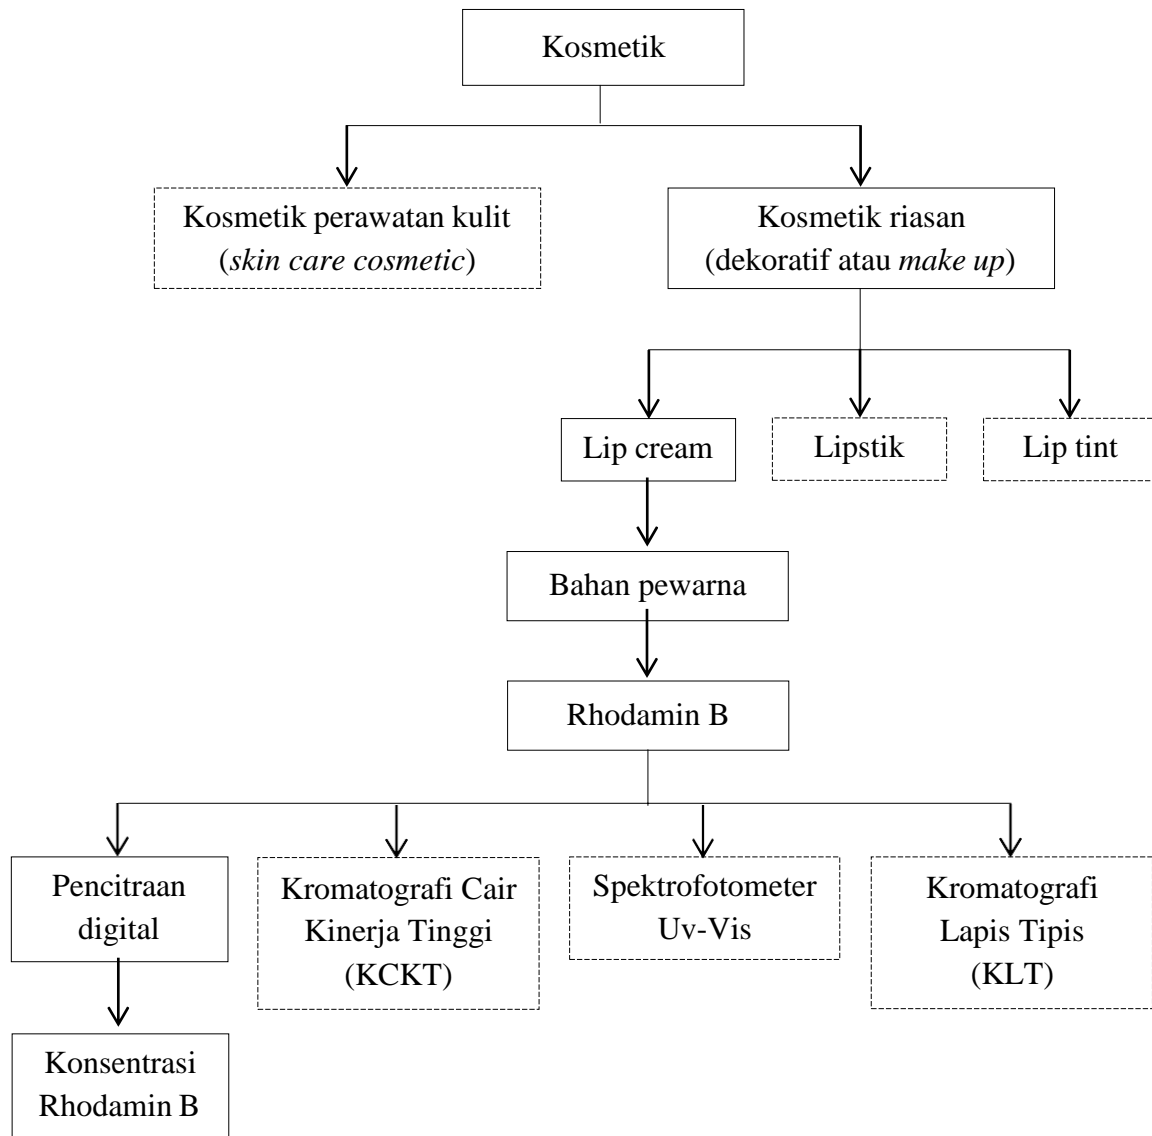 Kosmetik
Kosmetik perawatan kulit
(skin care cosmetic)
Kosmetik riasan
(dekoratif atau make up)
Lip cream
Lipstik
Lip tint
Bahan pewarna
Rhodamin B
Pencitraan
digital
Kromatografi Cair
Kinerja Tinggi
(KCKT)
Spektrofotometer
Uv-Vis
Kromatografi
Lapis Tipis
(KLT)
Konsentrasi
Rhodamin B